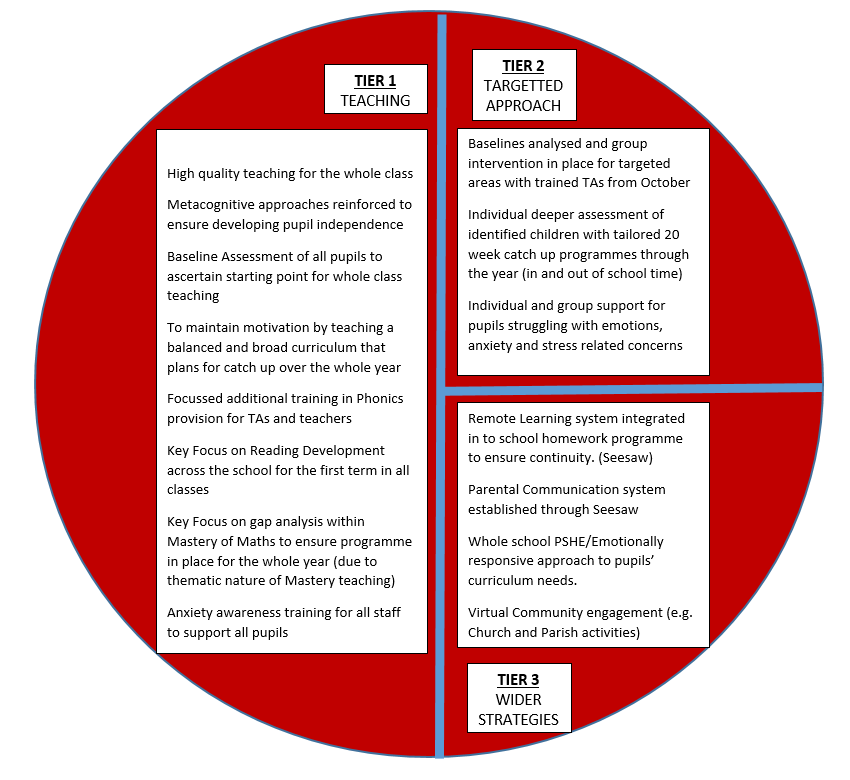 TIER 1
TEACHING
High quality teaching for the whole class
Metacognitive approaches reinforced to
ensure developing pupil independence
Baseline Assessment of all pupils to
ascertain starting point for whole class
teaching
To maintain motivation by teaching a
balanced and broad curriculum that
plans for catch up over the whole year
Focussed additional training in Phonics
provision for TAs and teachers
Key Focus on Reading Development
across the school for the first term in all
classes
Key Focus on gap analysis within
Mastery of Maths to ensure programme
in place for the whole year (due to
thematic nature of Mastery teaching)
Anxiety awareness training for all staff
to support all pupils
TIER 2
TARGETTED
APPROACH
Baselines analysed and group
intervention in place for targeted
areas with trained TAs from October
Individual deeper assessment of
identified children with tailored 20
week catch up programmes through
the year (in and out of school time)
Individual and group support for
pupils struggling with emotions,
anxiety and stress related concerns
Remote Learning system integrated
in to school homework programme
to ensure continuity. (Seesaw)
Parental Communication system
established through Seesaw
Whole school PSHE/Emotionally
responsive approach to pupils’
curriculum needs.
Virtual Community engagement (e.g.
Church and Parish activities)
TIER 3
WIDER
STRATEGIES